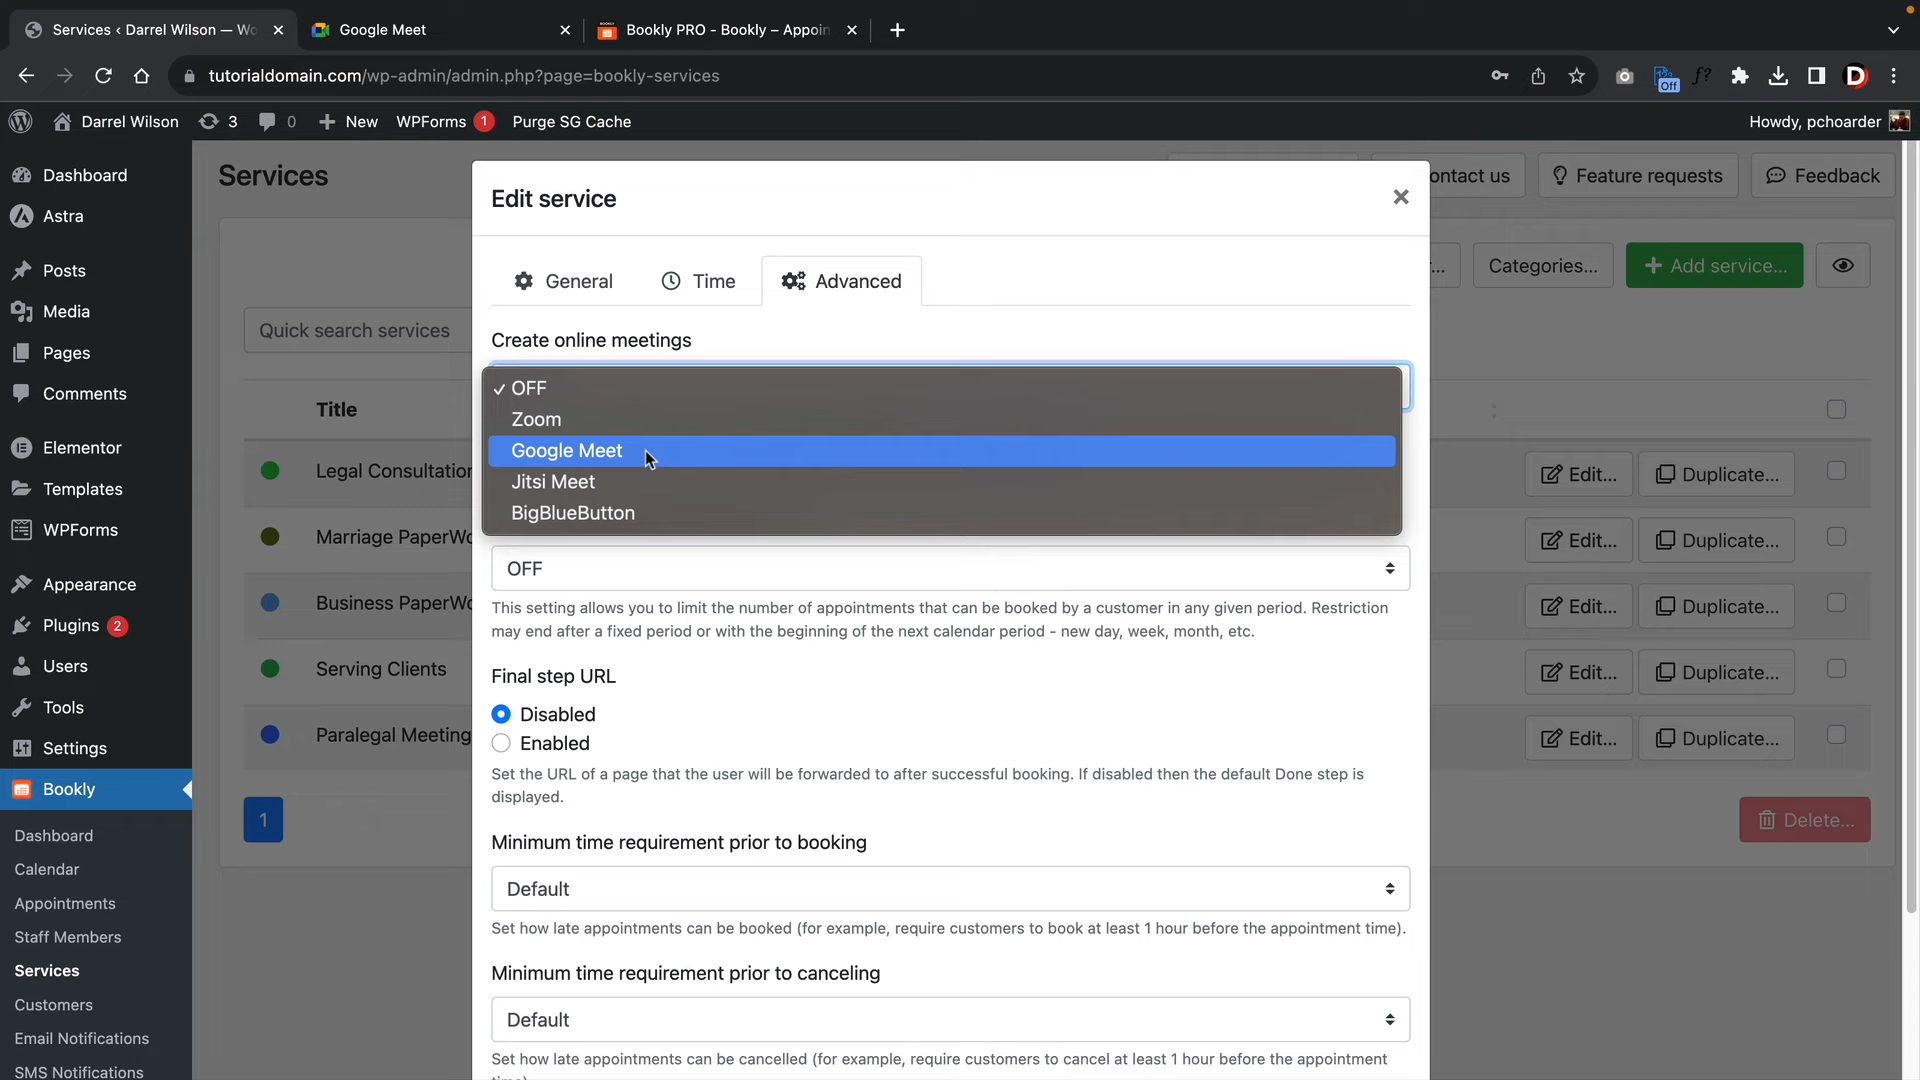 Services ‹ Darrel Wilson — Wo
Google Meet
Bookly PRO - Bookly – Appoin
tutorialdomain.com/wp-admin/admin.php?page=bookly-services
Off
f?
D
Darrel Wilson
3
0
New
WPForms 1
Purge SG Cache
Howdy, pchoarder
Dashboard
Astra
Posts
Media
Pages
Comments
Elementor
Templates
WPForms
Appearance
Plugins 2
Users
Tools
Settings
Bookly
Dashboard
Calendar
Appointments
Staff Members
Services
Customers
Email Notifications
SMS Notifications
Services
ontact us
Feature requests
Feedback
...
Categories...
Add service...
Quick search services
Title
Legal Consultation
Edit...
Duplicate...
Marriage PaperWo
Edit...
Duplicate...
Business PaperWo
Edit...
Duplicate...
Serving Clients
Edit...
Duplicate...
Paralegal Meeting
Edit...
Duplicate...
1
Delete...
Edit service
General
Time
Advanced
Create online meetings
OFF
Zoom
Google Meet
Jitsi Meet
BigBlueButton
OFF
This setting allows you to limit the number of appointments that can be booked by a customer in any given period. Restriction
may end after a fixed period or with the beginning of the next calendar period - new day, week, month, etc.
Final step URL
Disabled
Enabled
Set the URL of a page that the user will be forwarded to after successful booking. If disabled then the default Done step is
displayed.
Minimum time requirement prior to booking
Default
Set how late appointments can be booked (for example, require customers to book at least 1 hour before the appointment time).
Minimum time requirement prior to canceling
Default
Set how late appointments can be cancelled (for example, require customers to cancel at least 1 hour before the appointment